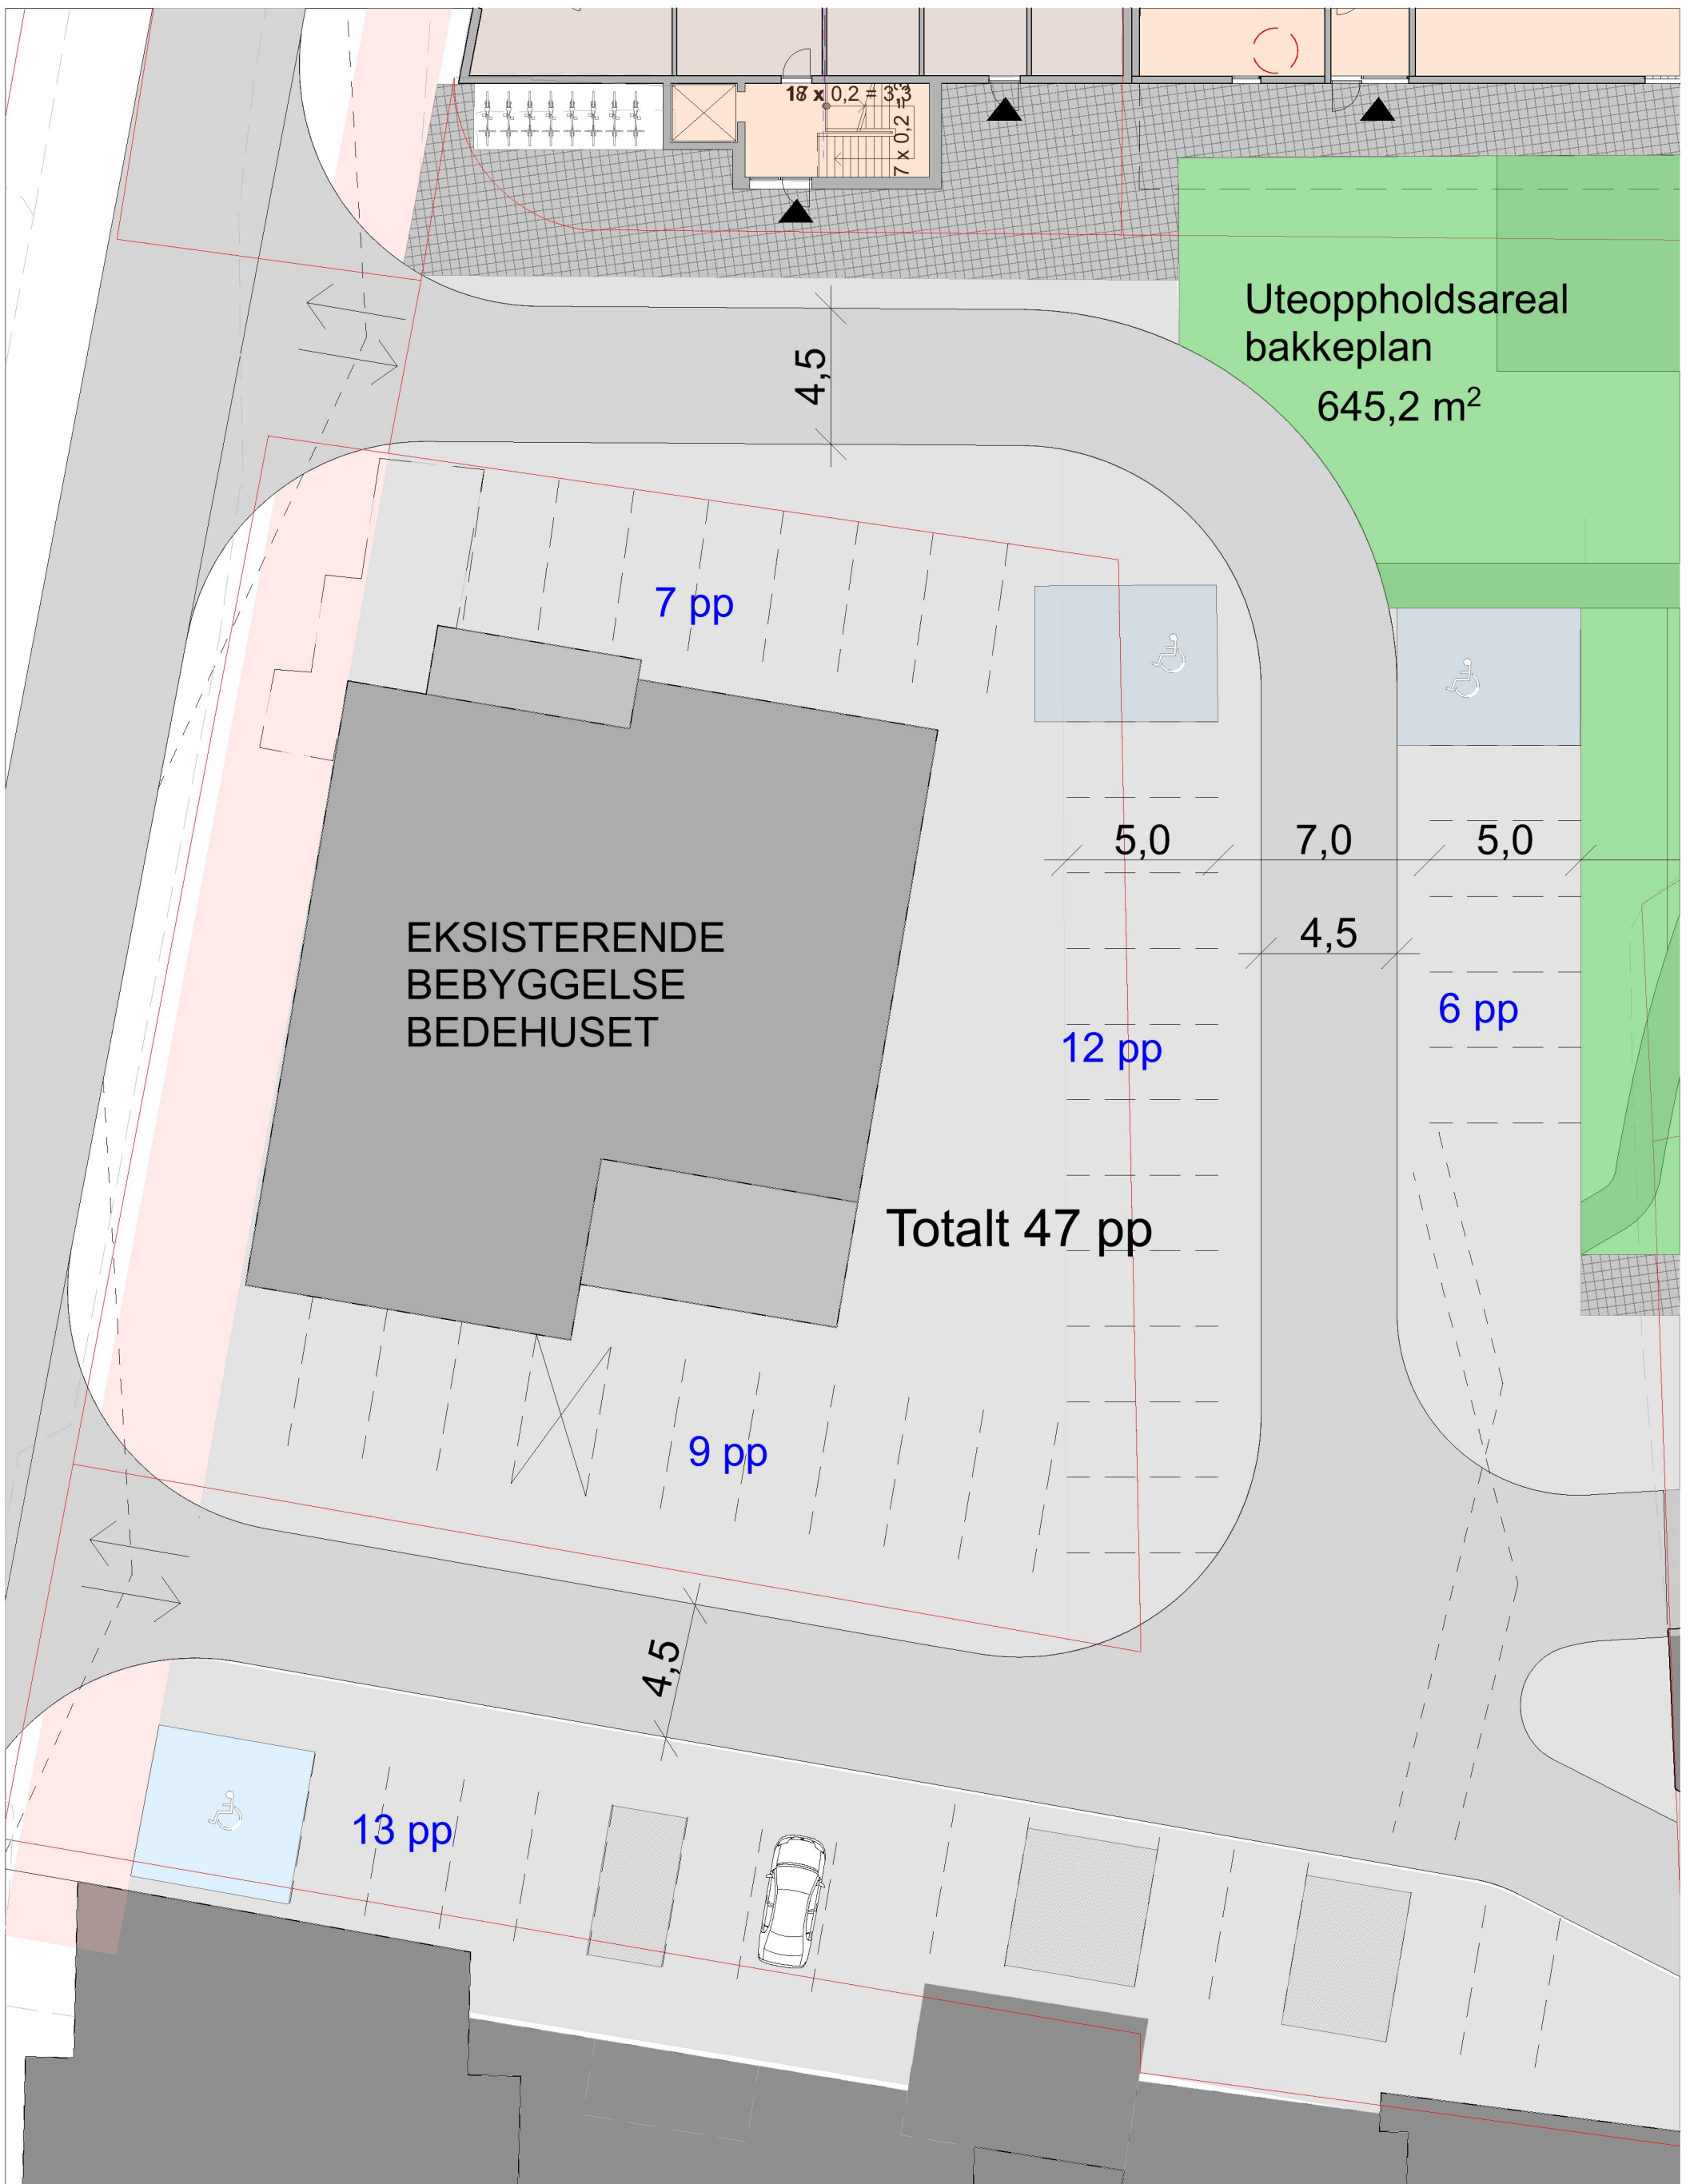 18 x 0,2 = 3,3
7 x 0,2 =
Uteoppholdsareal
bakkeplan
645,2 m²
4,5
7 pp
5,0
7,0
5,0
4,5
EKSISTERENDE
BEBYGGELSE
BEDEHUSET
6 pp
12 pp
Totalt 47 pp
9 pp
4,5
13 pp